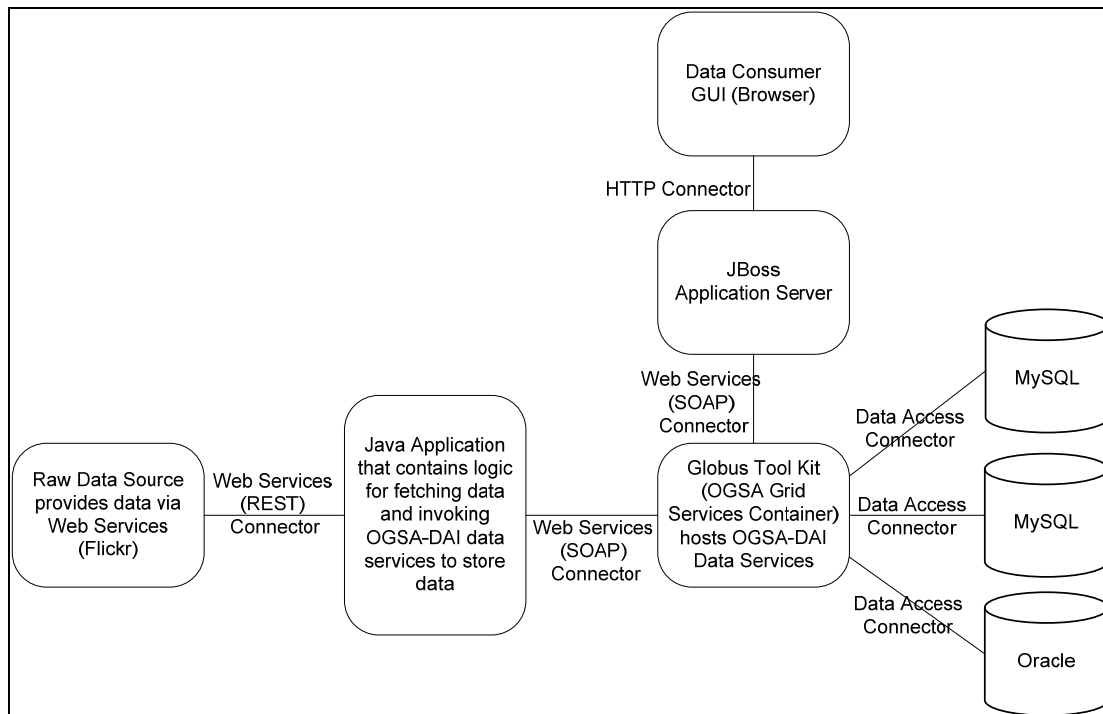 Data Consumer
GUI (Browser)
HTTP Connector
JBoss
Application Server
Web Services
(SOAP)
Connector
MySQL
Data Access
Connector
Raw Data Source
provides data via
Web Services
(Flickr)
Web Services
(REST)
Connector
Java Application
that contains logic
for fetching data
and invoking
OGSA-DAI data
services to store
data
Web Services
(SOAP)
Connector
Globus Tool Kit
(OGSA Grid
Services Container)
hosts OGSA-DAI
Data Services
Data Access
Connector
MySQL
Data Access
Connector
Oracle